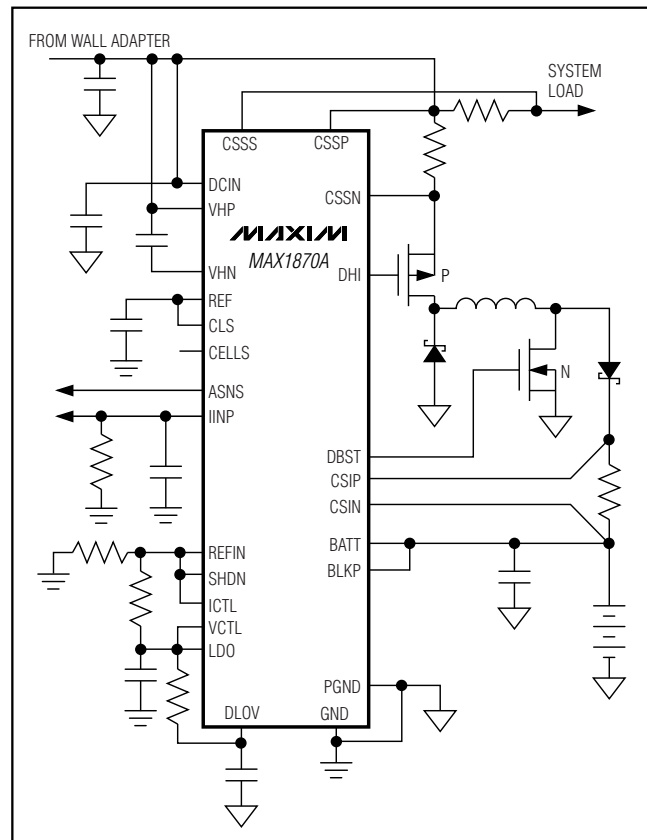 FROM WALL ADAPTER
SYSTEM
LOAD
CSSS
CSSP
DCIN
CSSN
VHP
MAXIM
MAX1870A
VHN
DHI
P
REF
CLS
CELLS
N
ASNS
IINP
DBST
CSIP
CSIN
REFIN
BATT
SHDN
BLKP
ICTL
VCTL
LDO
PGND
DLOV
GND